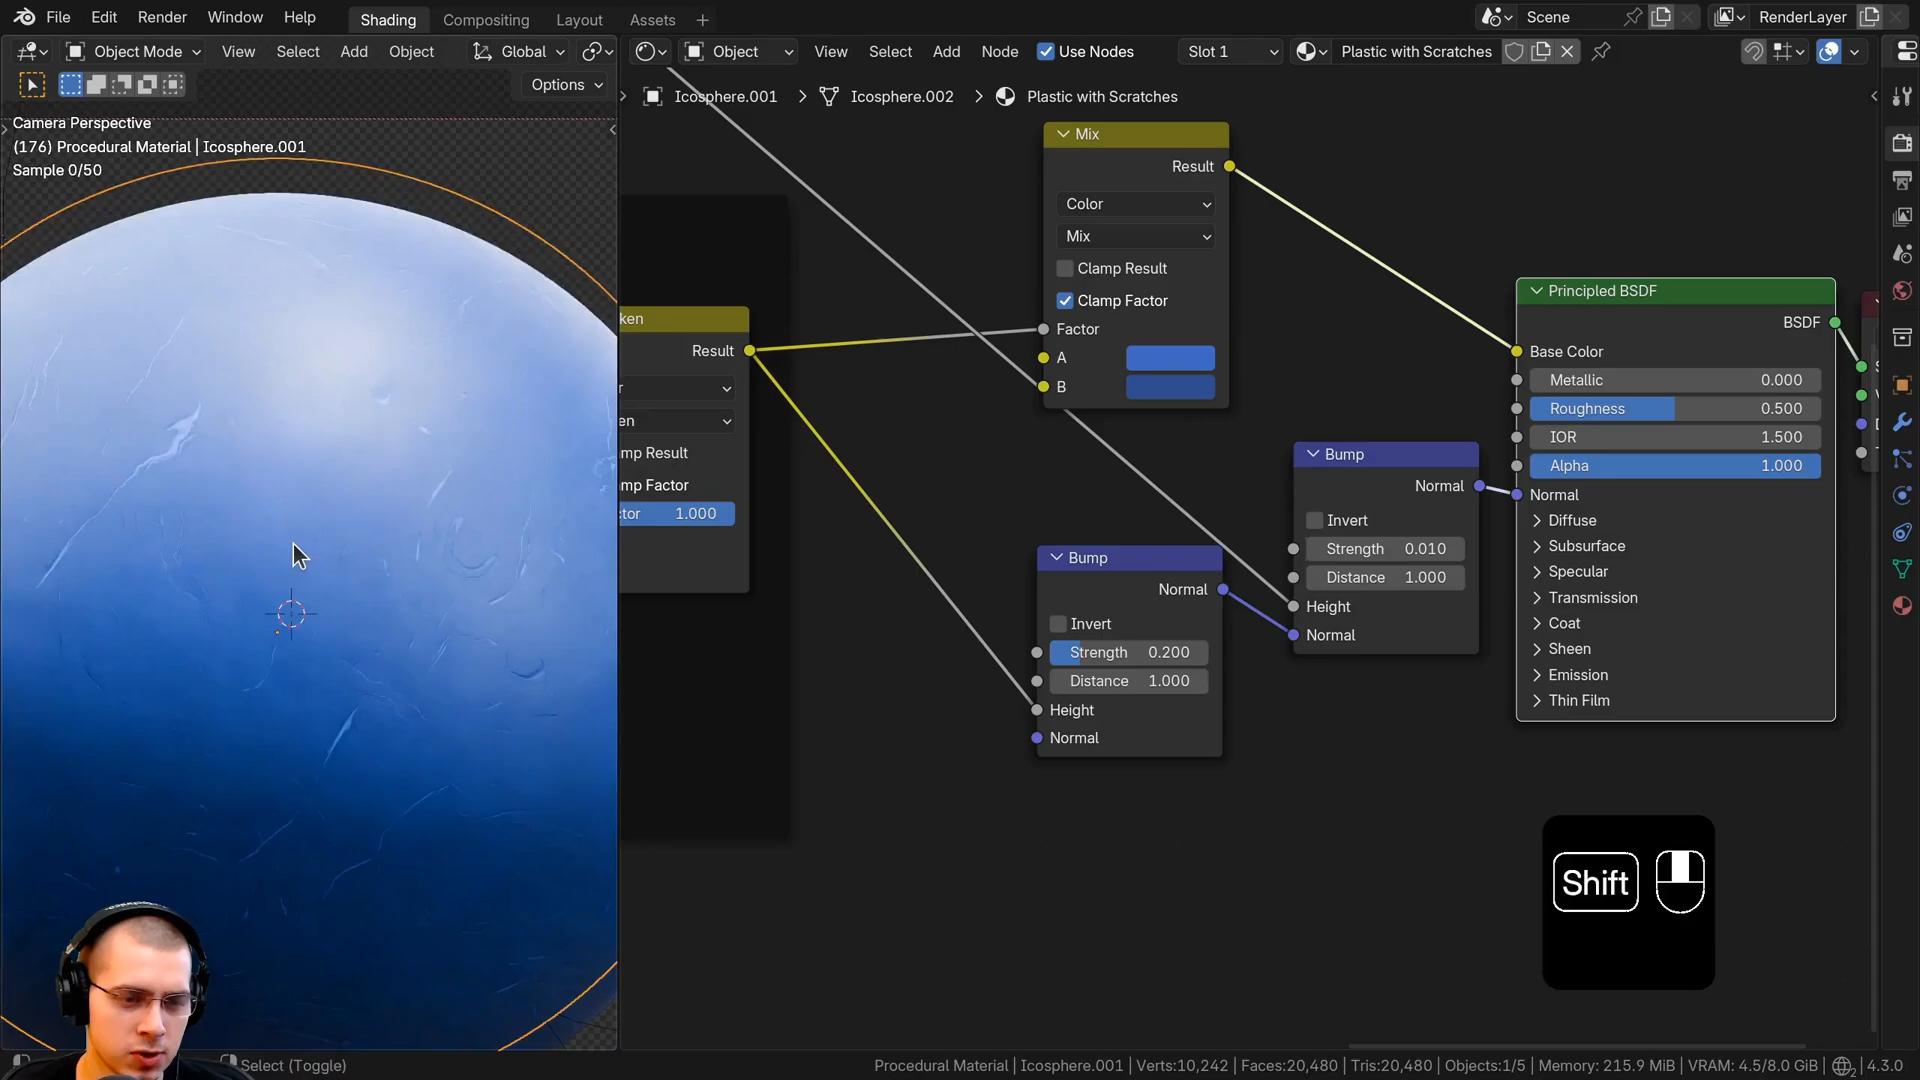 File Edit Render Window Help Shading Compositing Layout Assets Scene RenderLayer
Object Mode View Select Add Object Global Object View Select Add Node Use Nodes Slot 1 Plastic with Scratches
Options
Icosphere.001 Icosphere.002 Plastic with Scratches
Camera Perspective
(176) Procedural Material | Icosphere.001
Sample 0/50
Mix
Result
Color
Mix
Clamp Result
Clamp Factor
Factor
A
B
ken
Result
r
en
mp Result
mp Factor
ctor 1.000
Bump
Normal
Invert
Strength 0.200
Distance 1.000
Height
Normal
Bump
Normal
Invert
Strength 0.010
Distance 1.000
Height
Normal
Principled BSDF
BSDF
Base Color
Metallic 0.000
Roughness 0.500
IOR 1.500
Alpha 1.000
Normal
Diffuse
Subsurface
Specular
Transmission
Coat
Sheen
Emission
Thin Film
Shift
Select (Toggle)
Procedural Material | Icosphere.001 | Verts:10,242 | Faces:20,480 | Tris:20,480 | Objects:1/5 | Memory: 215.9 MiB | VRAM: 4.5/8.0 GiB | 2 | 4.3.0